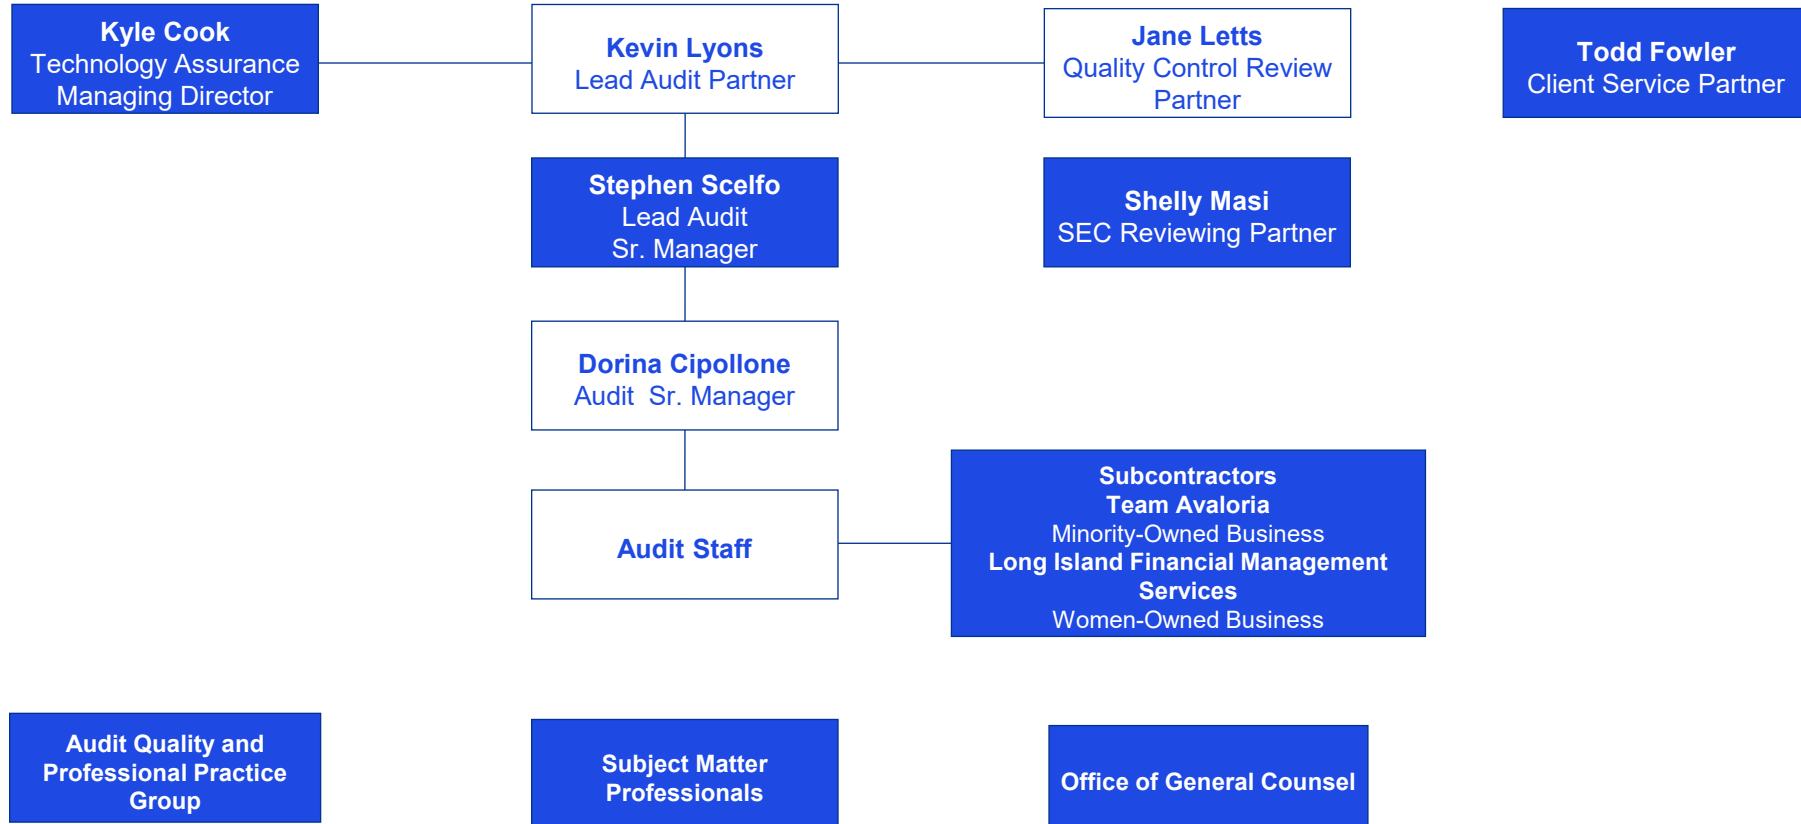 Kyle Cook
Technology Assurance
Managing Director
Kevin Lyons
Lead Audit Partner
Jane Letts
Quality Control Review
Partner
Todd Fowler
Client Service Partner
Stephen Scelfo
Lead Audit
Sr. Manager
Shelly Masi
SEC Reviewing Partner
Dorina Cipollone
Audit  Sr. Manager
Audit Staff
Subcontractors
Team Avaloria
Minority-Owned Business
Long Island Financial Management
Services
Women-Owned Business
Audit Quality and
Professional Practice
Group
Subject Matter
Professionals
Office of General Counsel